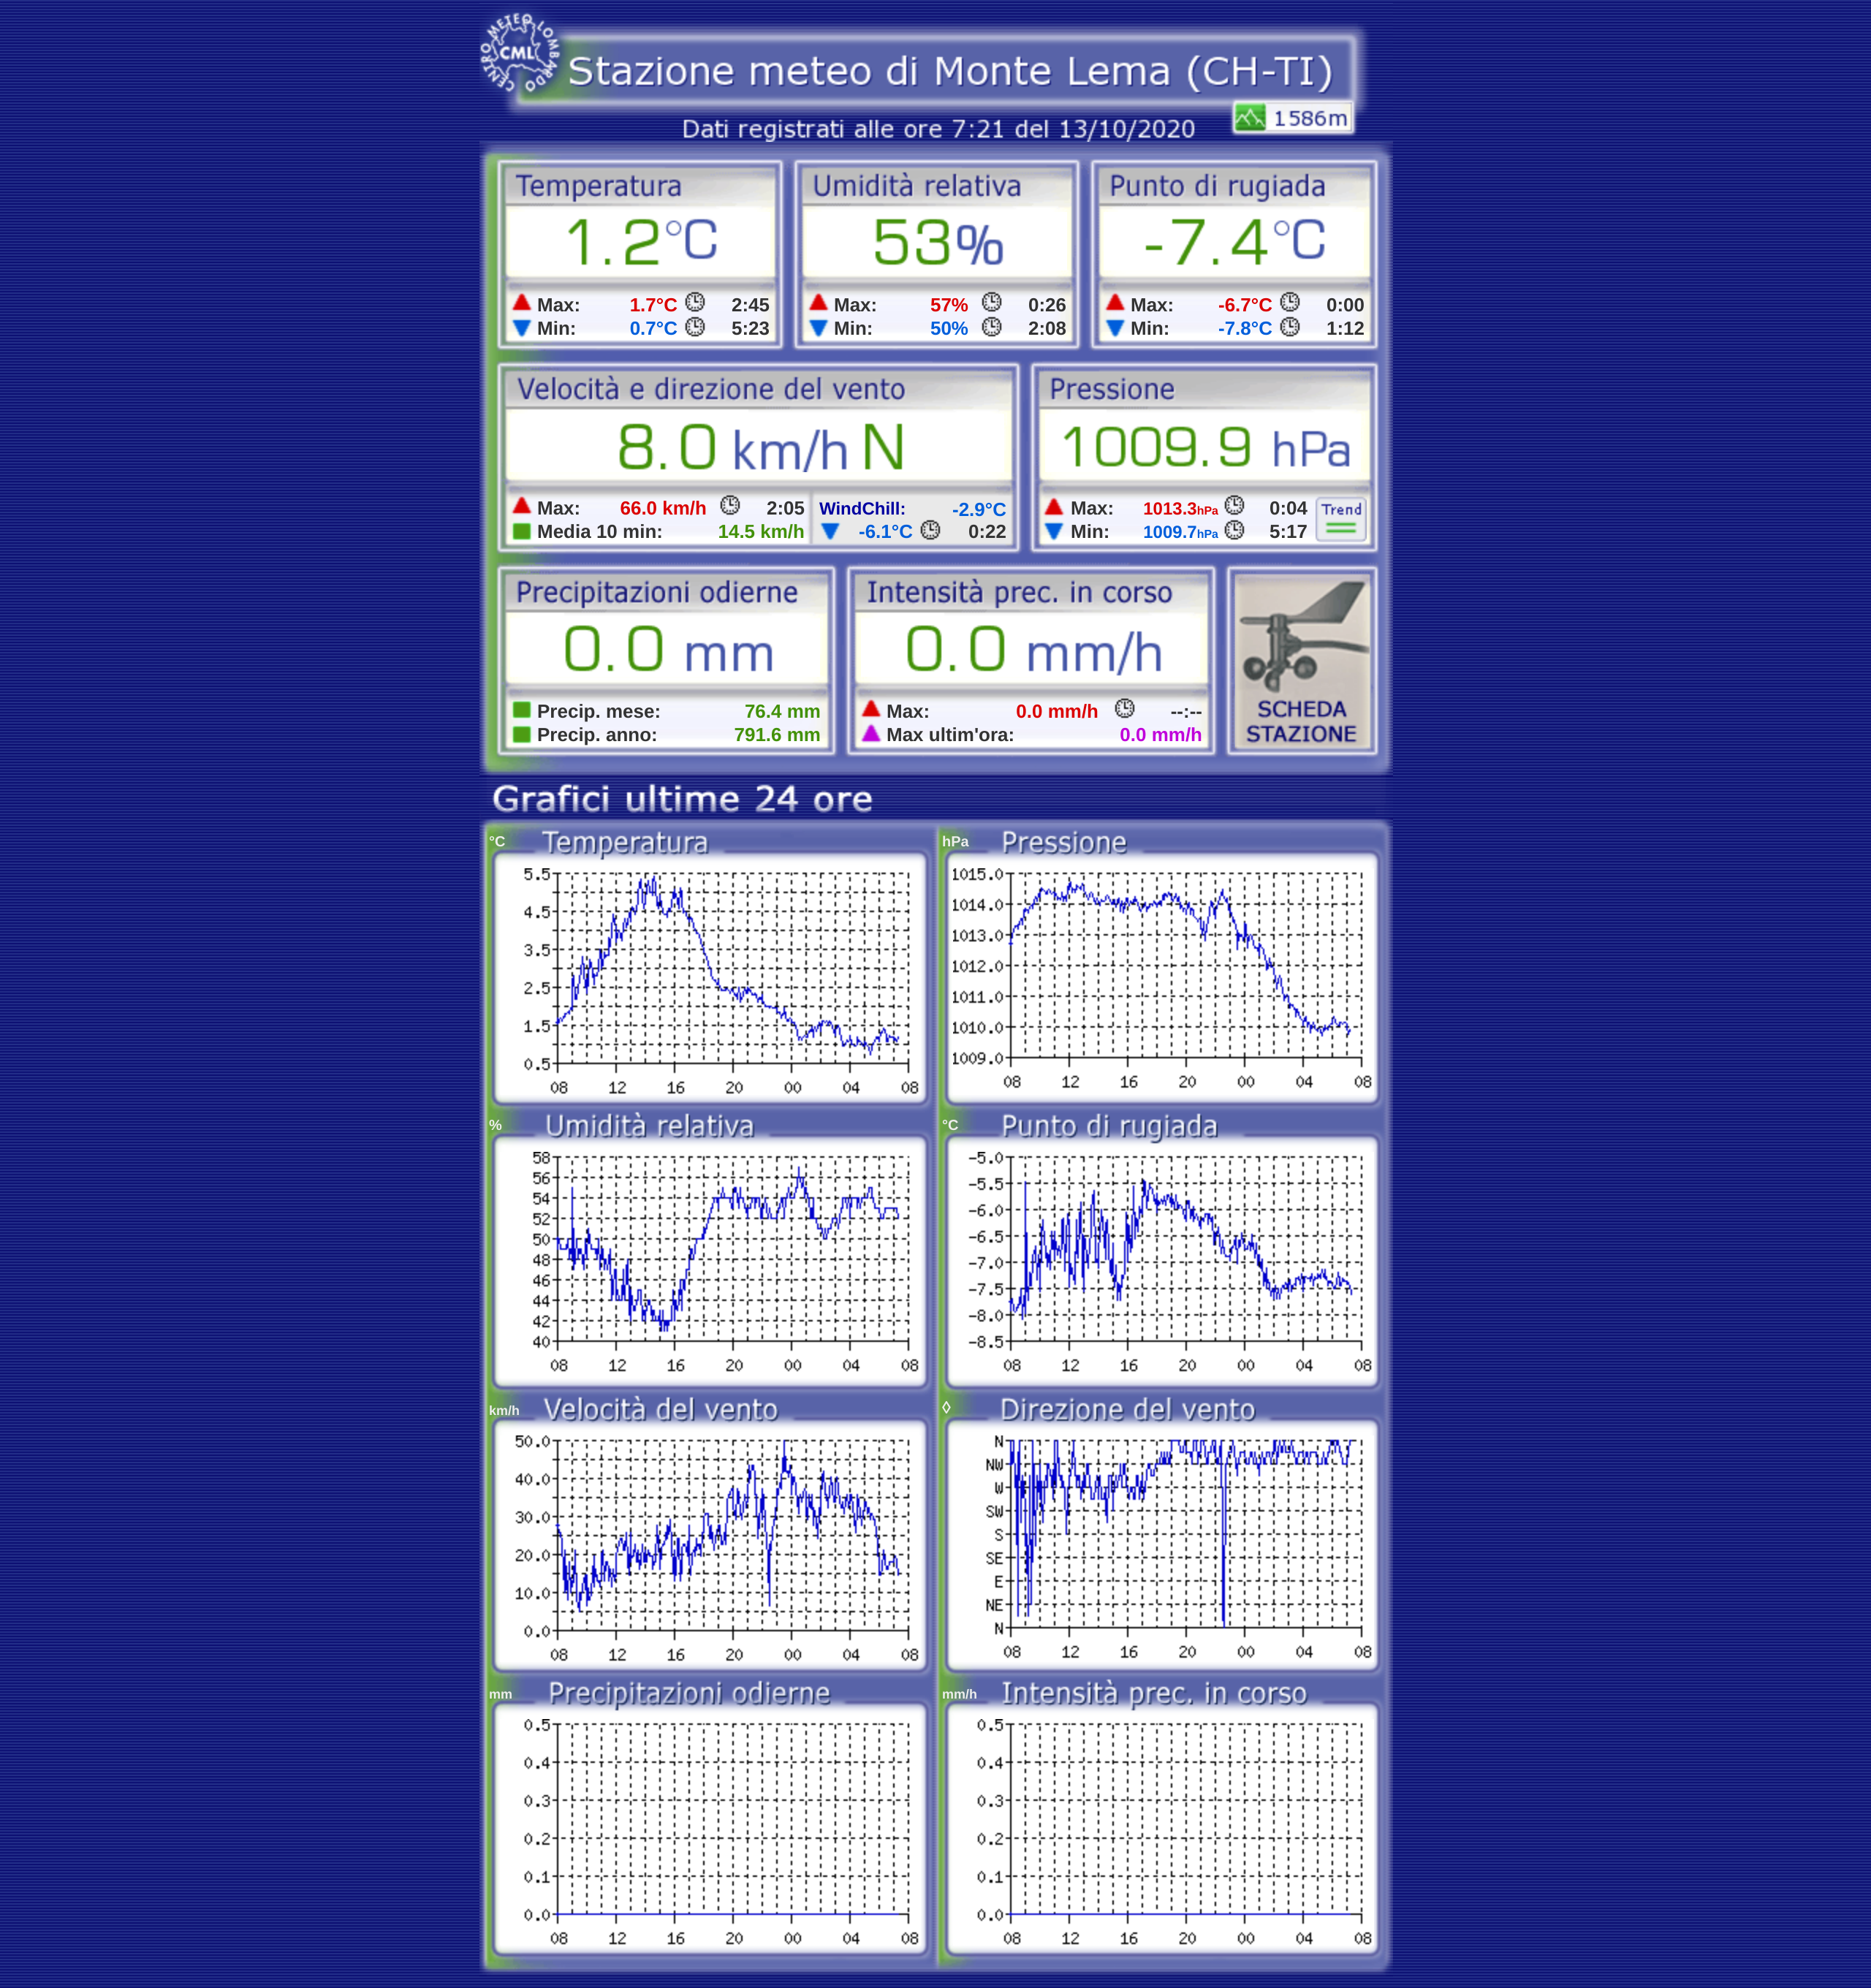 CENTRO METEO LOMBARDO
CML
Stazione meteo di Monte Lema (CH-TI)
1586m
Dati registrati alle ore 7:21 del 13/10/2020
Temperatura
1.2°C
Max: 1.7°C 2:45
Min: 0.7°C 5:23
Umidità relativa
53%
Max: 57% 0:26
Min: 50% 2:08
Punto di rugiada
-7.4°C
Max: -6.7°C 0:00
Min: -7.8°C 1:12
Velocità e direzione del vento
8.0 km/h N
Max: 66.0 km/h 2:05
Media 10 min: 14.5 km/h
WindChill: -2.9°C
-6.1°C 0:22
Pressione
1009.9 hPa
Max: 1013.3hPa 0:04
Min: 1009.7hPa 5:17
Trend
Precipitazioni odierne
0.0 mm
Precip. mese: 76.4 mm
Precip. anno: 791.6 mm
Intensità prec. in corso
0.0 mm/h
Max: 0.0 mm/h --:--
Max ultim'ora: 0.0 mm/h
SCHEDA
STAZIONE
Grafici ultime 24 ore
°C Temperatura
5.5
4.5
3.5
2.5
1.5
0.5
08 12 16 20 00 04 08
hPa Pressione
1015.0
1014.0
1013.0
1012.0
1011.0
1010.0
1009.0
08 12 16 20 00 04 08
% Umidità relativa
58
56
54
52
50
48
46
44
42
40
08 12 16 20 00 04 08
°C Punto di rugiada
-5.0
-5.5
-6.0
-6.5
-7.0
-7.5
-8.0
-8.5
08 12 16 20 00 04 08
km/h Velocità del vento
50.0
40.0
30.0
20.0
10.0
0.0
08 12 16 20 00 04 08
◊ Direzione del vento
N
NW
W
SW
S
SE
E
NE
N
08 12 16 20 00 04 08
mm Precipitazioni odierne
0.5
0.4
0.3
0.2
0.1
0.0
08 12 16 20 00 04 08
mm/h Intensità prec. in corso
0.5
0.4
0.3
0.2
0.1
0.0
08 12 16 20 00 04 08